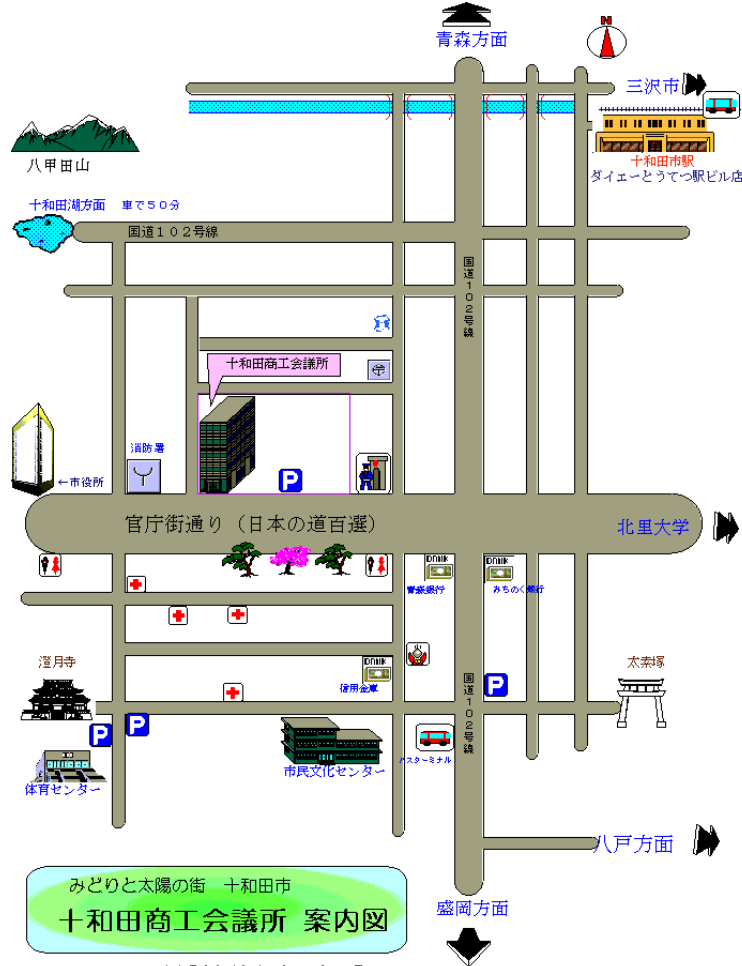 青森方面
N
三沢市
十和田市駅
ダイエーとうてつ駅ビル店
八甲田山
十和田湖方面 車で50分
国道102号線
国道102号線
十和田商工会議所
消防署
←市役所
P
官庁街通り（日本の道百選）
北里大学
BANK
青森銀行
BANK
みちのく銀行
澄月寺
BANK
信用金庫
太素塚
国道102号線
P
P
P
市民文化センター
バスターミナル
体育センター
八戸方面
盛岡方面
みどりと太陽の街 十和田市
十和田商工会議所 案内図